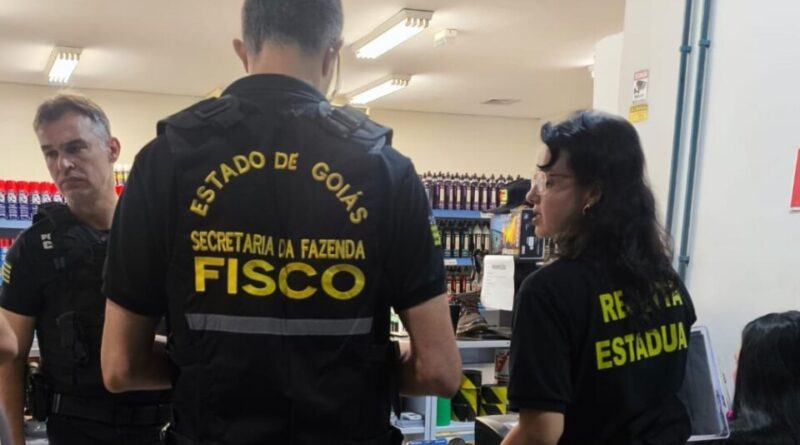 ESTADO DE GOIÁS
SECRETARIA DA FAZENDA
FISCO
ESTADUA